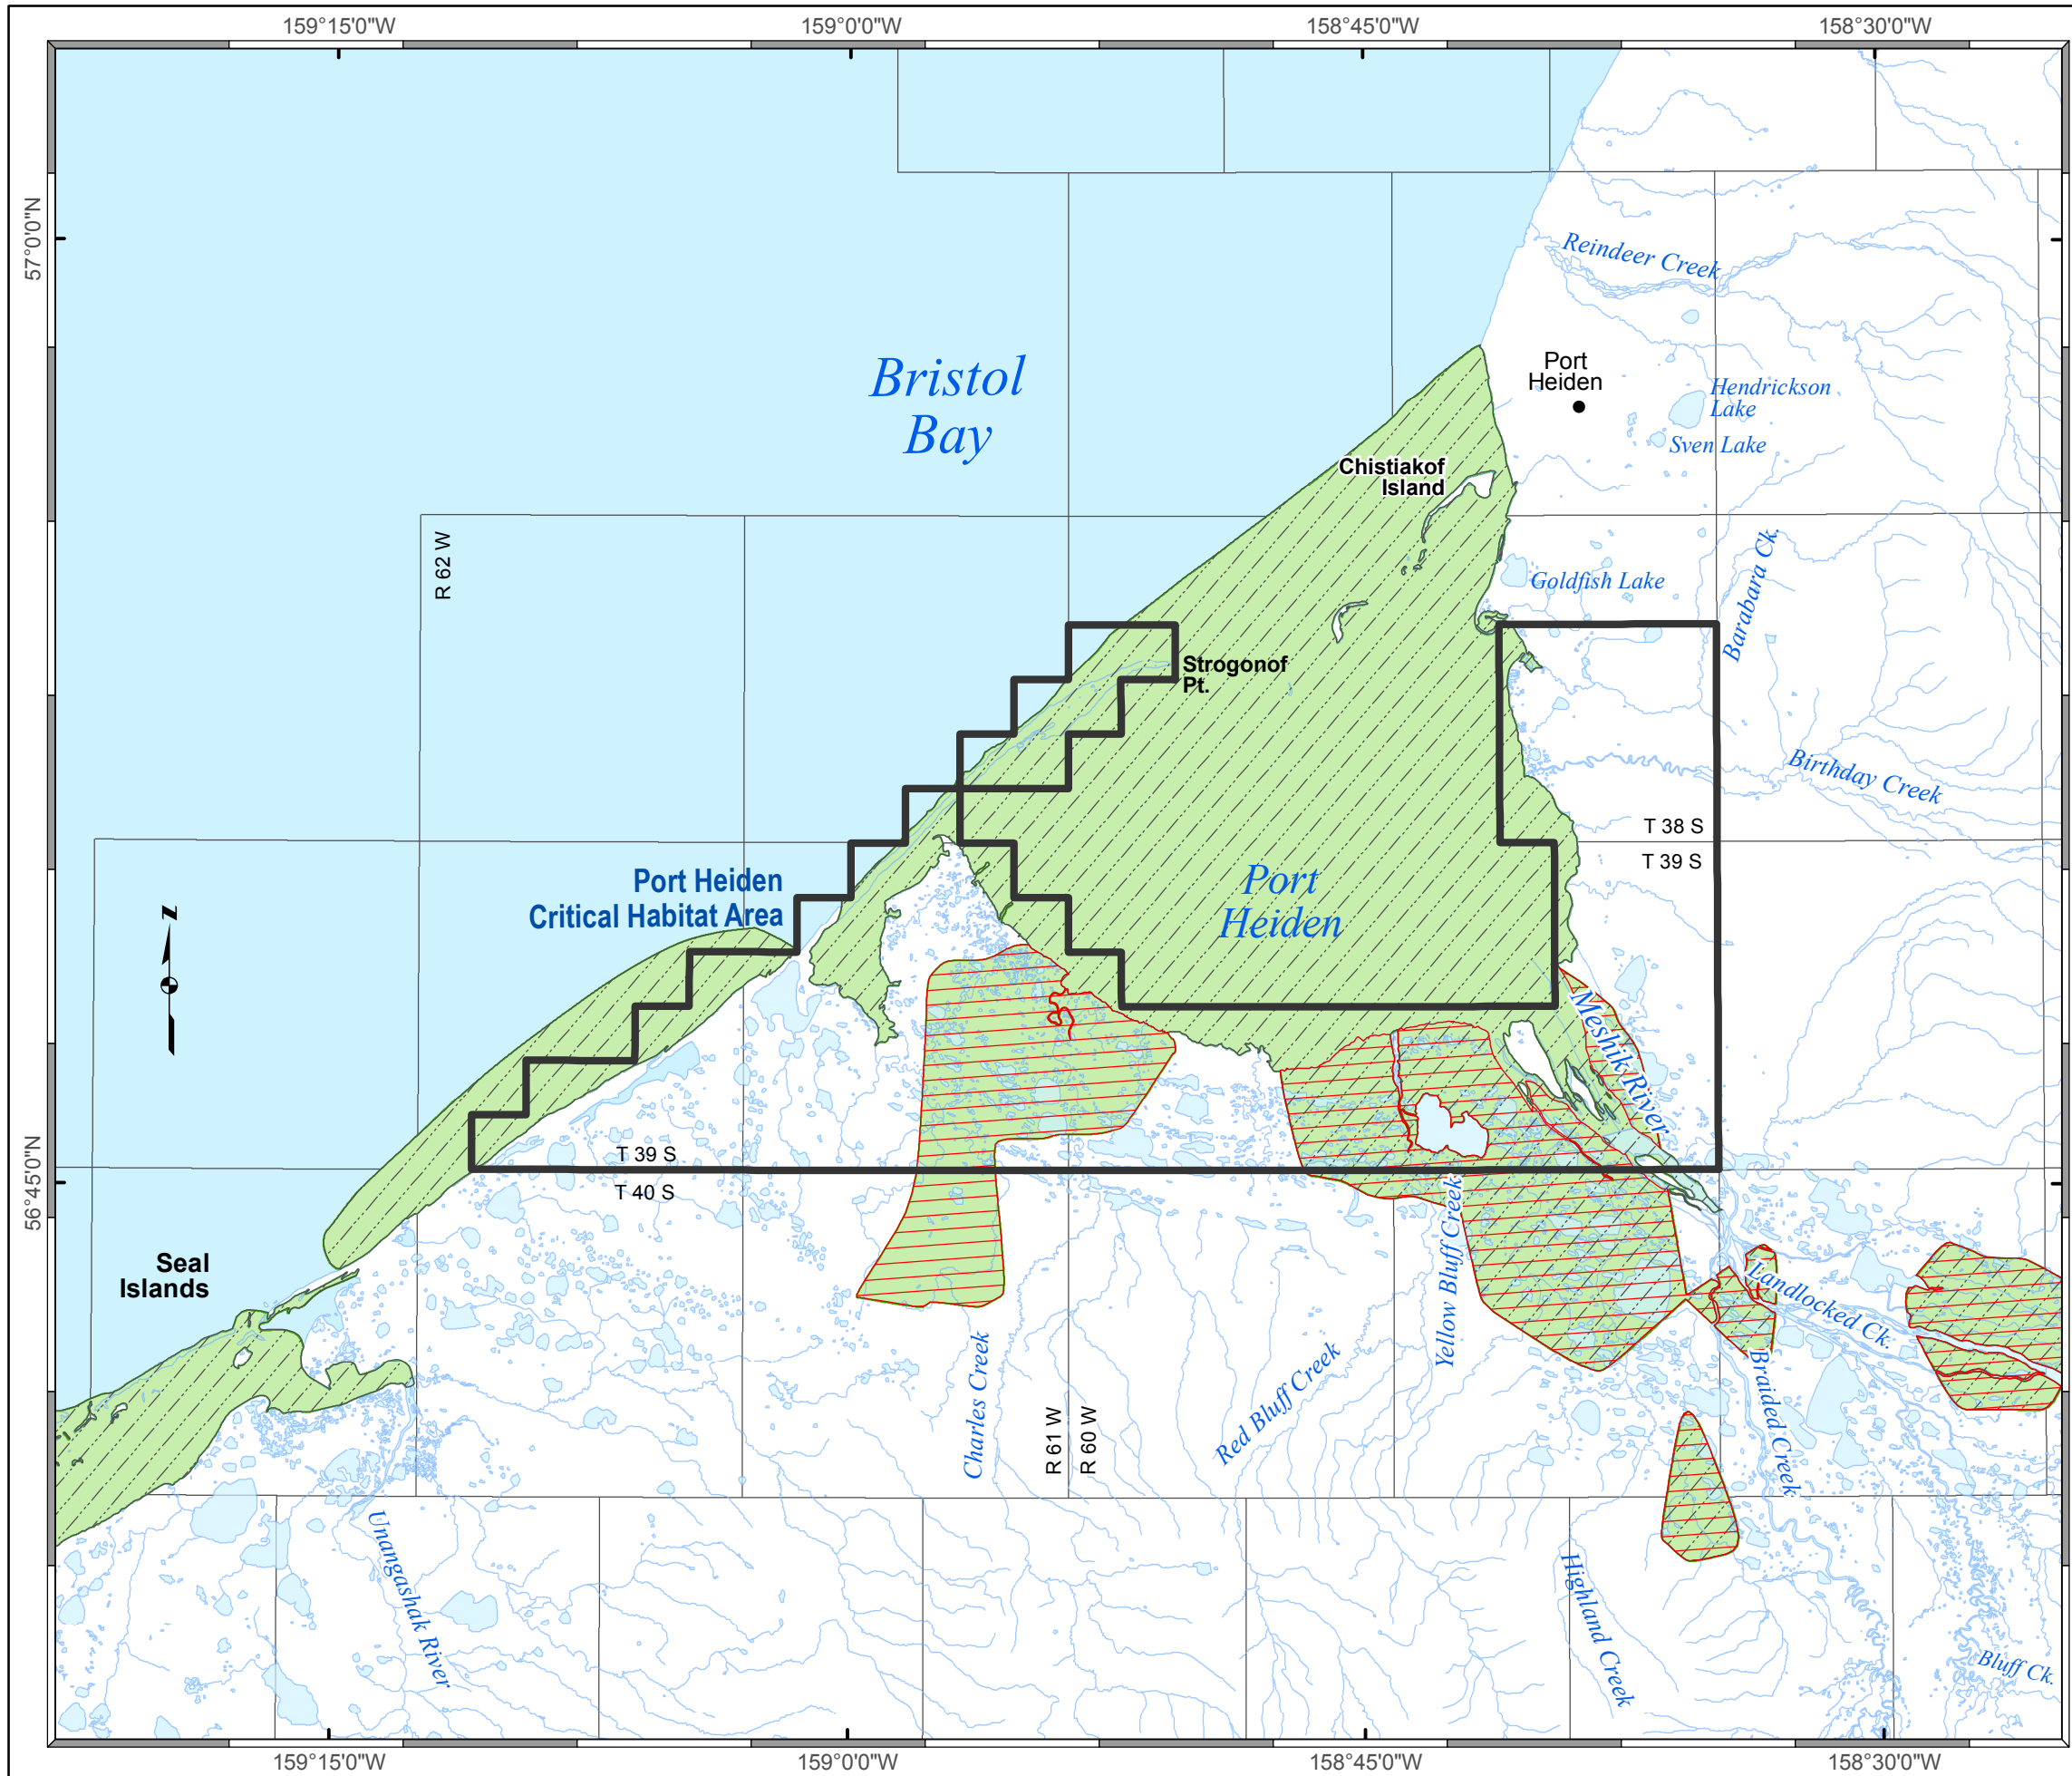 159°15'0"W
159°0'0"W
158°45'0"W
158°30'0"W
57°0'0"N
Reindeer Creek
Bristol
Bay
Port
Heiden
Hendrickson
Lake
Sven Lake
Chistiakof
Island
R 62 W
Goldfish Lake
Barabara Ck.
Strogonof
Pt.
Birthday Creek
T 38 S
T 39 S
Port Heiden
Critical Habitat Area
Port
Heiden
N
Meshik River
56°45'0"N
T 39 S
T 40 S
Seal
Islands
Yellow Bluff Creek
Landlocked Ck.
Charles Creek
Red Bluff Creek
Braided Creek
R 61 W
R 60 W
Unangashak River
Highland Creek
Bluff Ck.
159°15'0"W
159°0'0"W
158°45'0"W
158°30'0"W